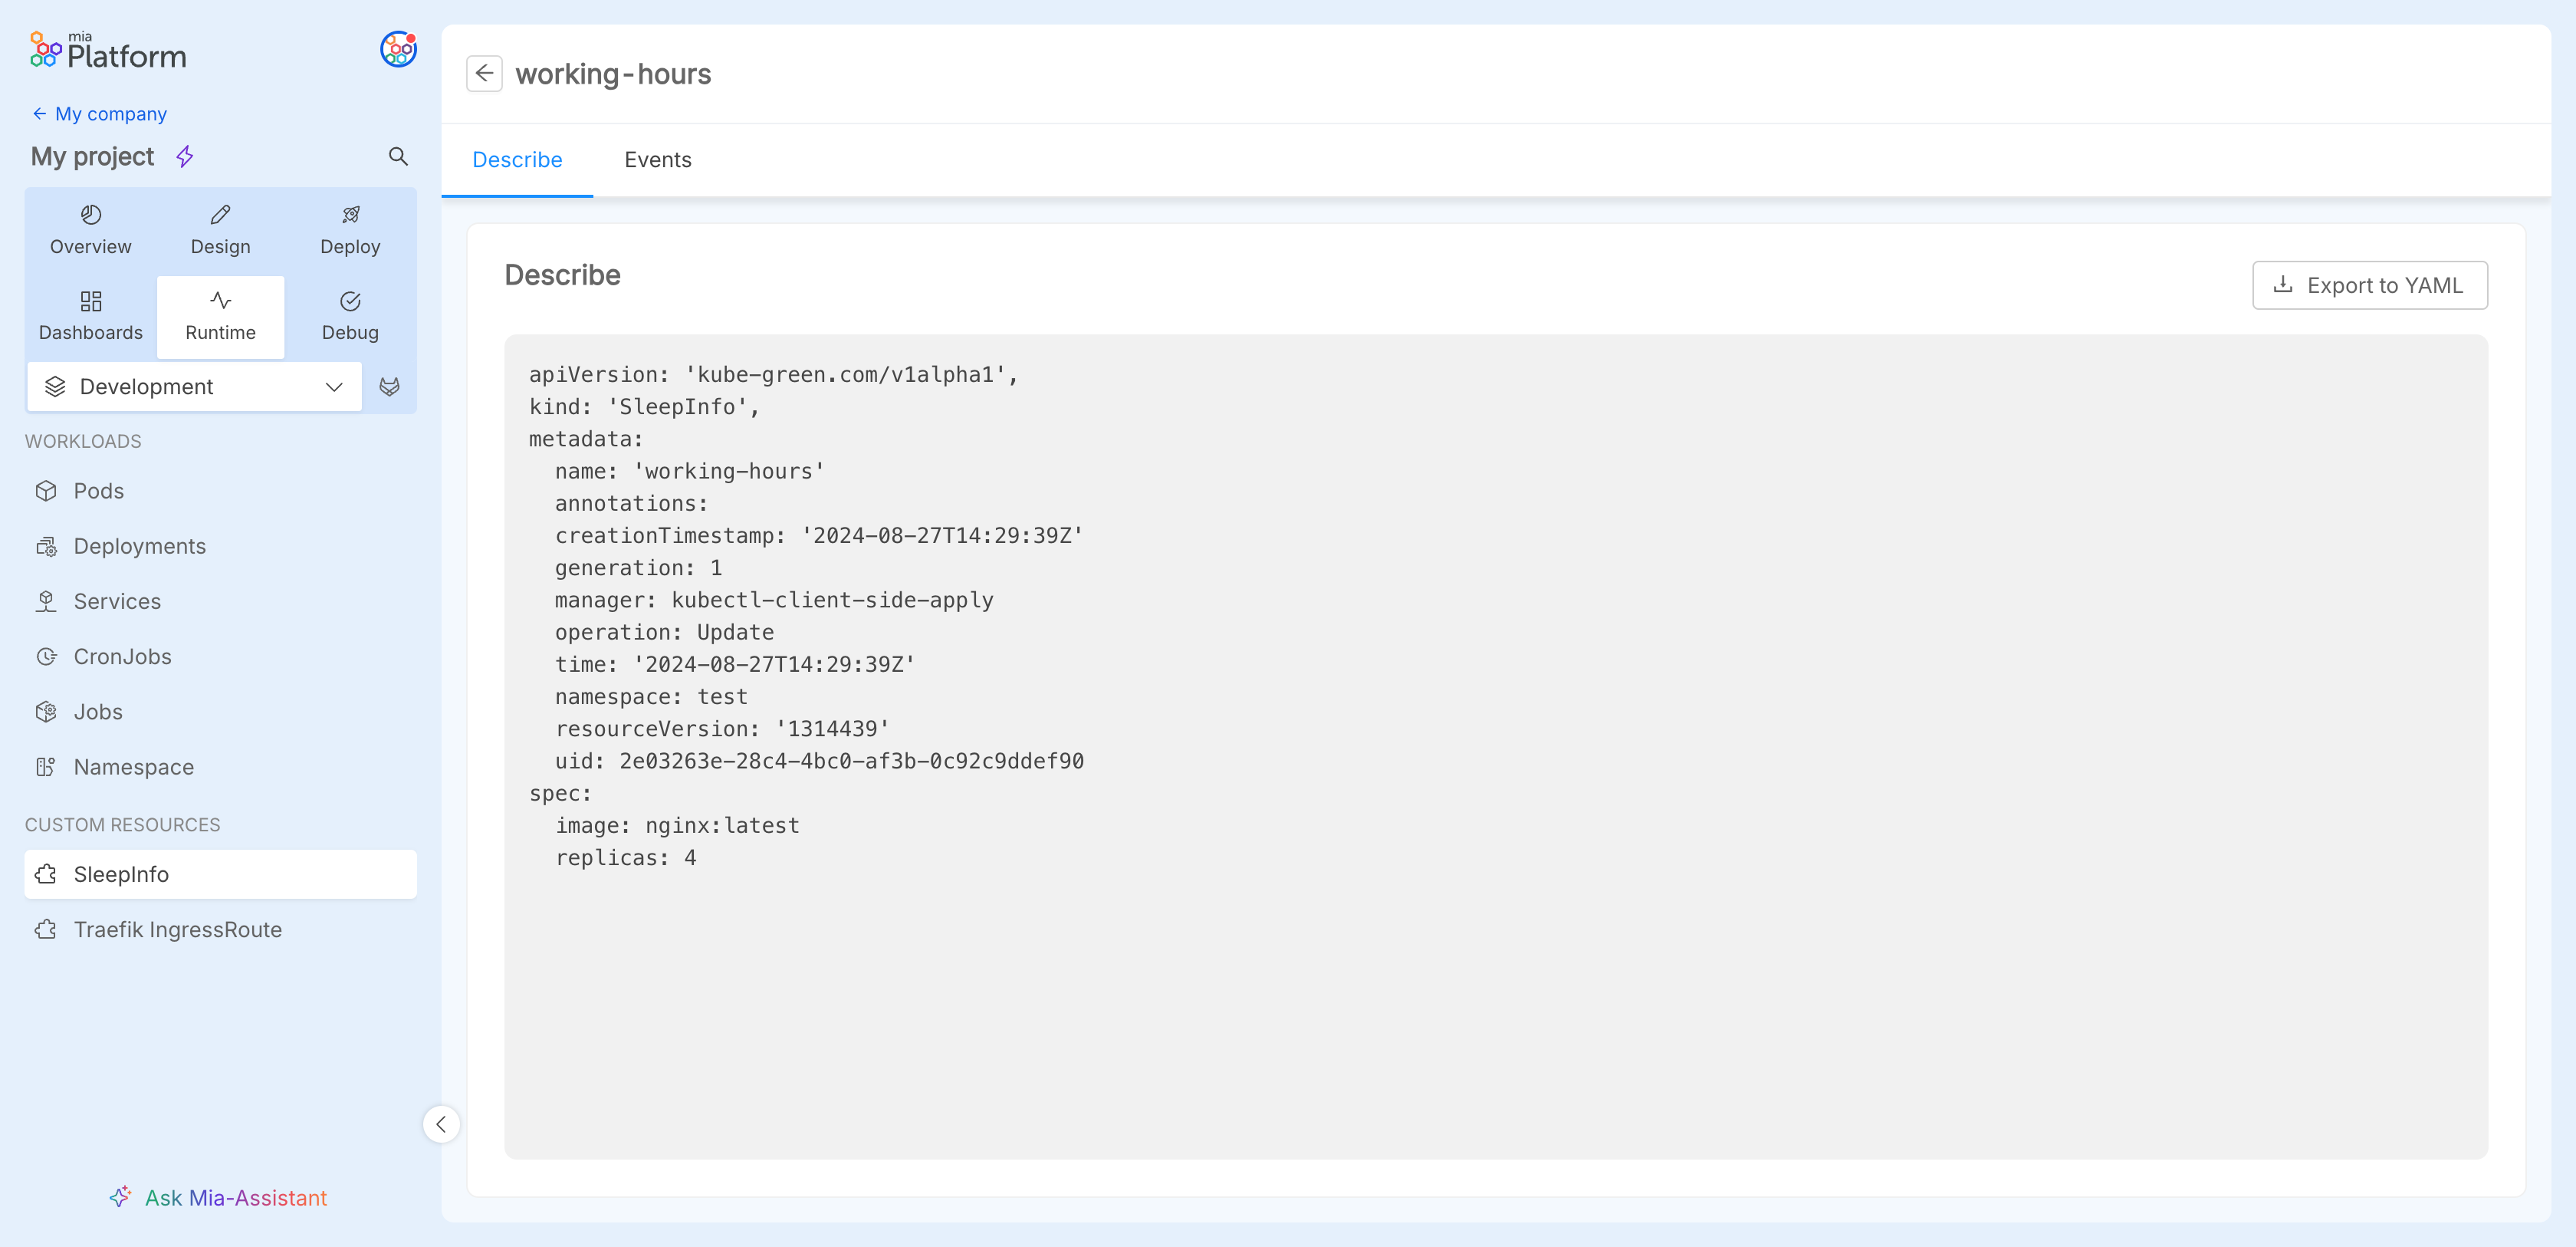 mia
Platform
My company
My project
Overview
Design
Deploy
Dashboards
Runtime
Debug
Development
WORKLOADS
Pods
Deployments
Services
CronJobs
Jobs
Namespace
CUSTOM RESOURCES
SleepInfo
Traefik IngressRoute
Ask Mia-Assistant
working-hours
Describe
Events
Describe
Export to YAML
apiVersion: 'kube-green.com/v1alpha1',
kind: 'SleepInfo',
metadata:
  name: 'working-hours'
  annotations:
  creationTimestamp: '2024-08-27T14:29:39Z'
  generation: 1
  manager: kubectl-client-side-apply
  operation: Update
  time: '2024-08-27T14:29:39Z'
  namespace: test
  resourceVersion: '1314439'
  uid: 2e03263e-28c4-4bc0-af3b-0c92c9ddef90
spec:
  image: nginx:latest
  replicas: 4